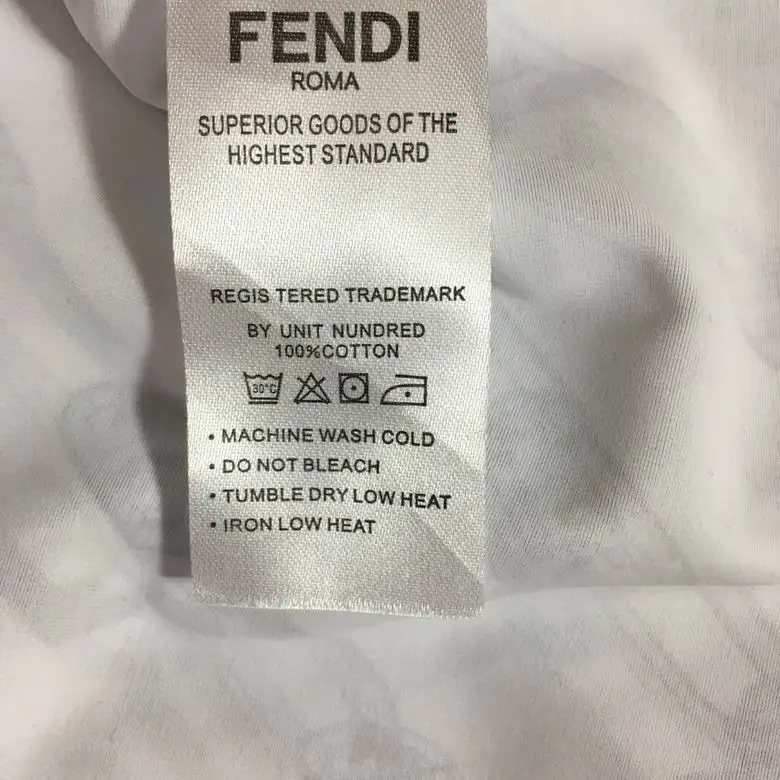 FENDI
ROMA
SUPERIOR GOODS OF THE
HIGHEST STANDARD
REGIS TERED TRADEMARK
BY UNIT NUNDRED
100%COTTON
30°C
• MACHINE WASH COLD
• DO NOT BLEACH
• TUMBLE DRY LOW HEAT
• IRON LOW HEAT